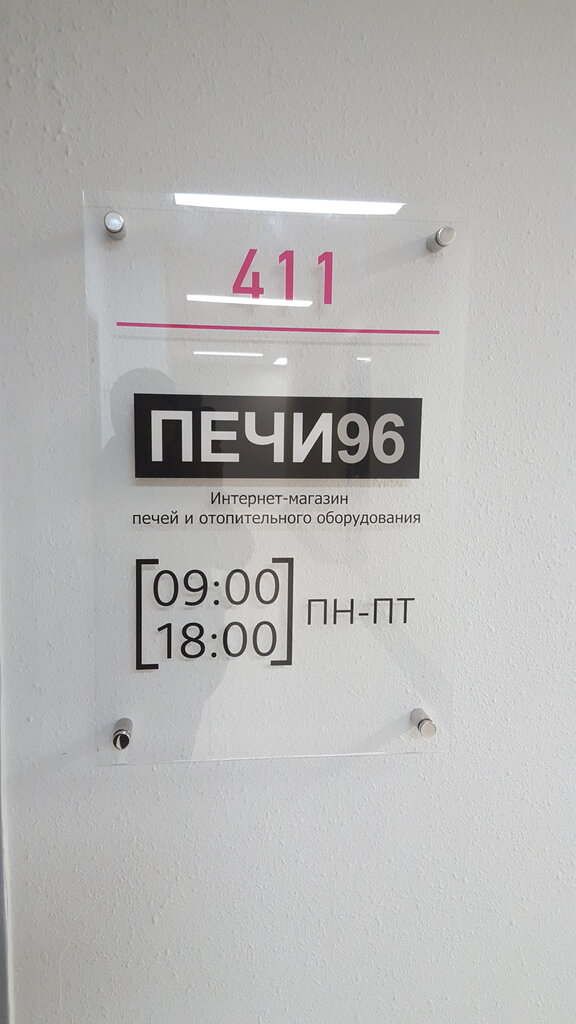 411
ПЕЧИ96
Интернет-магазин
печей и отопительного оборудования
[09:00
18:00] ПН-ПТ